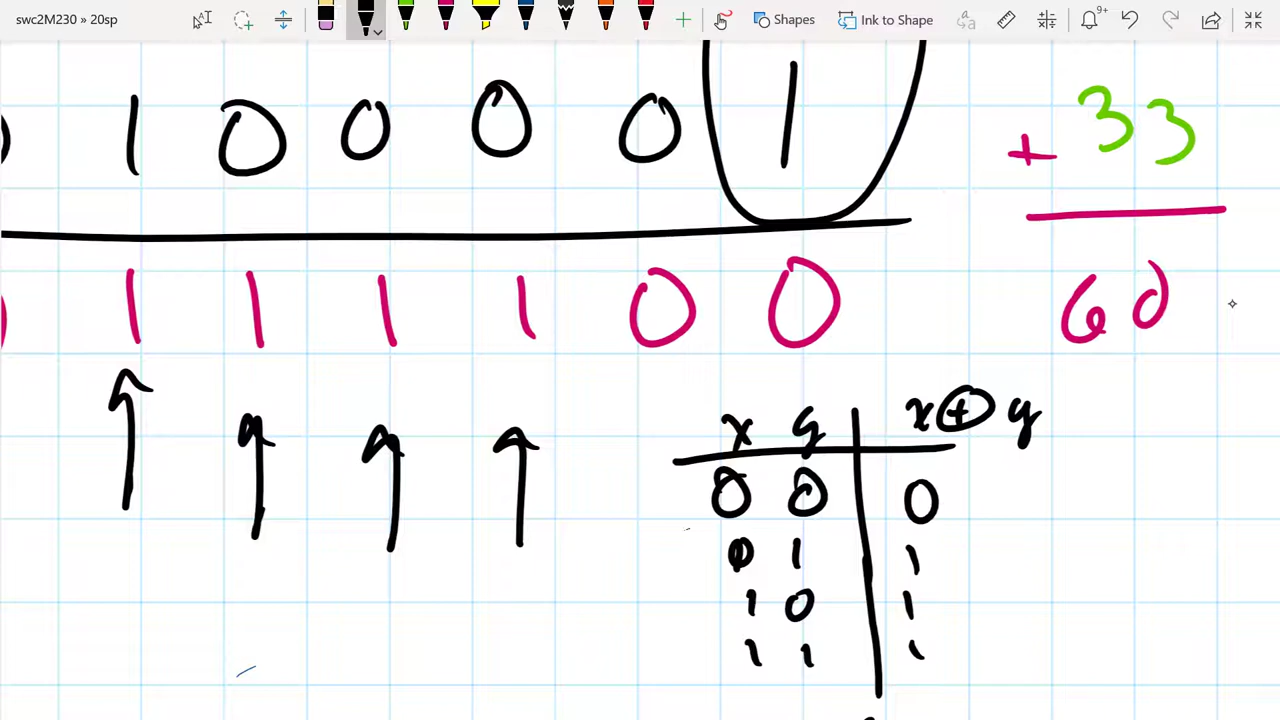 swc2M230 » 20sp
Shapes
Ink to Shape
9+
1 0 0 0 0 1
+ 33
1 1 1 1 0 0
60
x y x ⊕ y
0 0 0
0 1 1
1 0 1
1 1 1